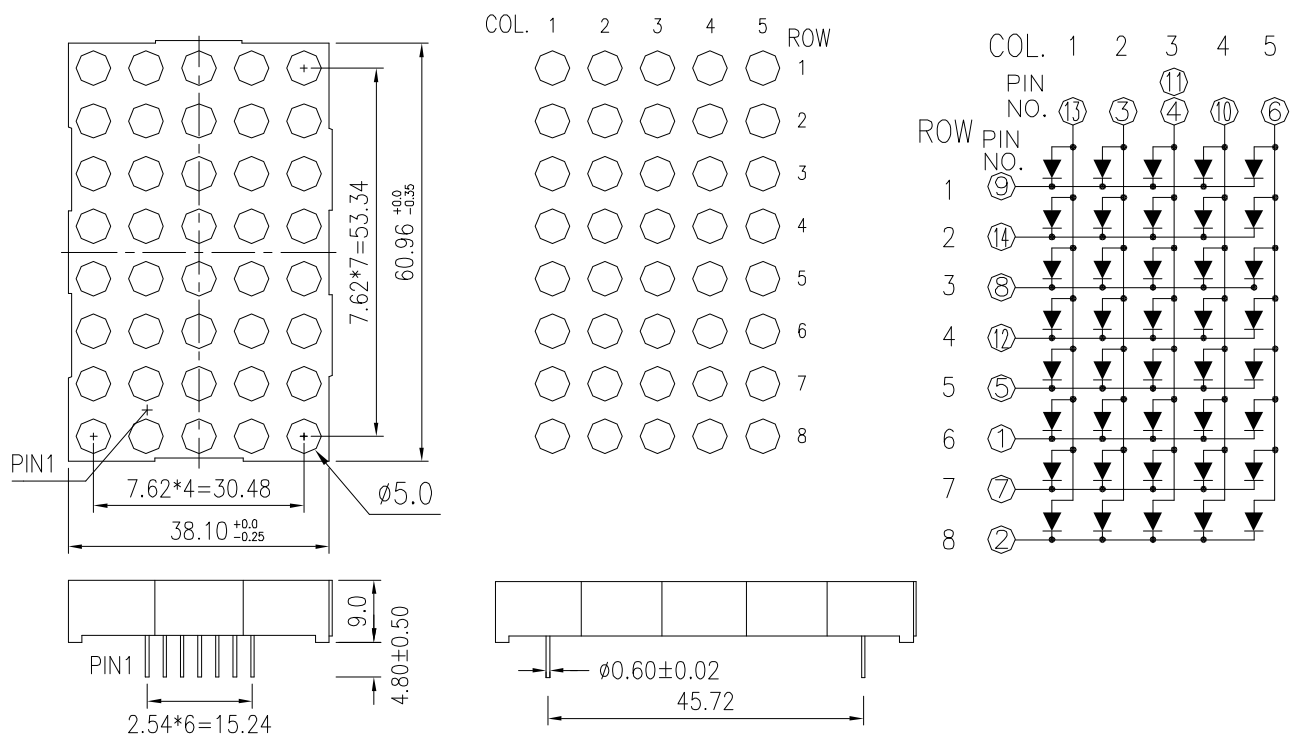 7.62*7=53.34
60.96 +0.0 -0.35
PIN1
7.62*4=30.48
ø5.0
38.10 +0.0 -0.25
COL. 1 2 3 4 5 ROW
1
2
3
4
5
6
7
8
COL. 1 2 3 4 5
PIN 11
NO. 13 3 4 10 6
ROW PIN
NO.
1 9
2 14
3 8
4 12
5 5
6 1
7 7
8 2
9.0
4.80±0.50
PIN1
2.54*6=15.24
ø0.60±0.02
45.72